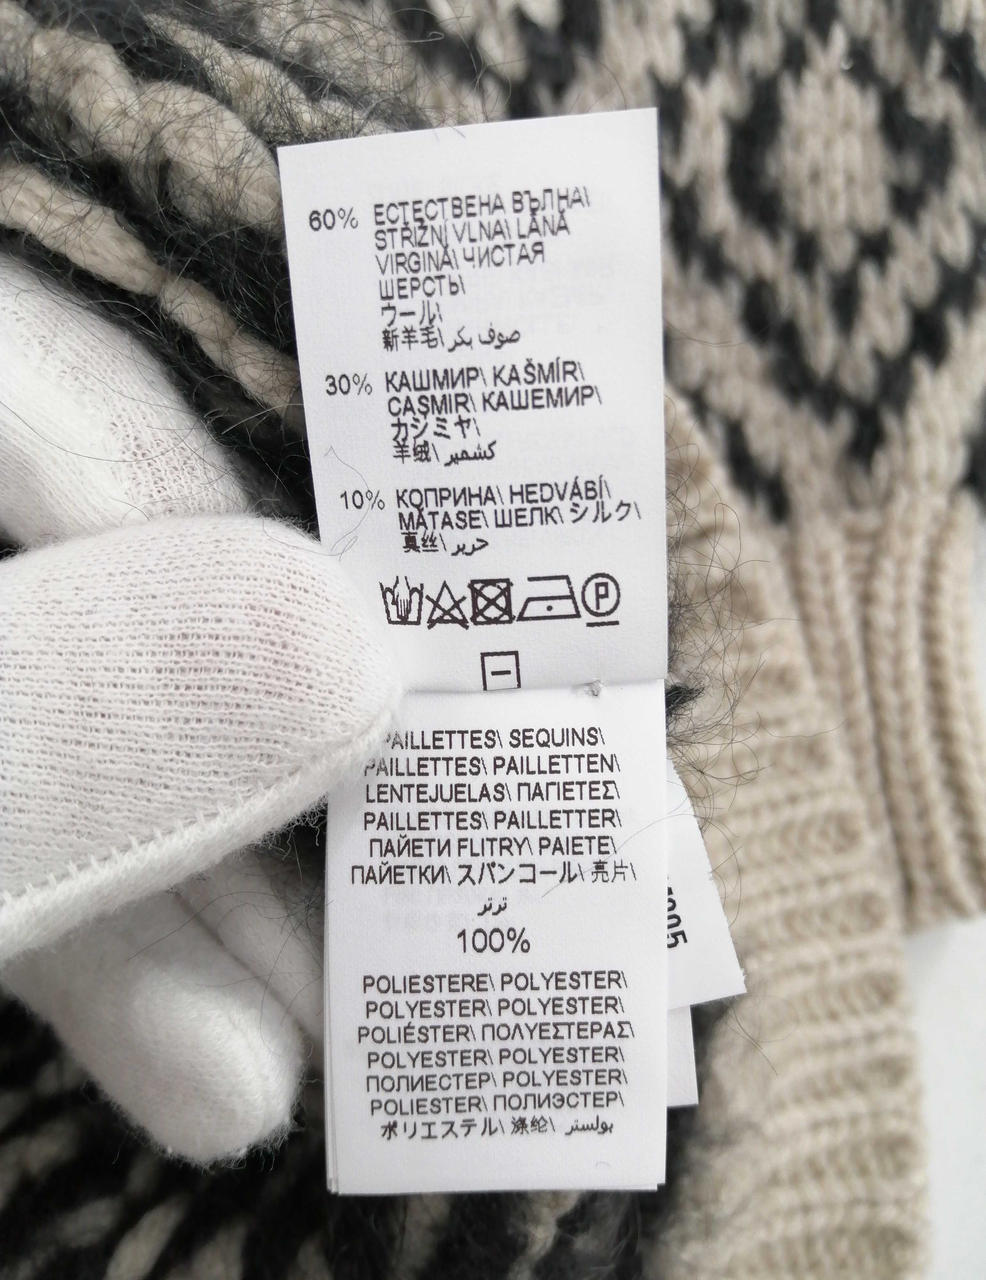 60% ЕСТЕСТВЕНА ВЪЛНА\
STŘIŽNÍ VLNA\ LÂNĂ
VIRGINĂ\ ЧИСТАЯ
ШЕРСТЬ\
ウール\
新羊毛\ صوف بكر
30% КАШМИР\ KAŠMÍR\
CAŞMIR\ КАШЕМИР\
カシミヤ\
羊绒\ كشمير
10% КОПРИНА\ HEDVÁBÍ\
MĂTASE\ ШЕЛК\ シルク\
真丝\ حرير
P
PAILLETTES\ SEQUINS\
PAILLETTES\ PAILLETTEN\
LENTEJUELAS\ ΠΑΓΙΕΤΕΣ\
PAILLETTES\ PAILLETTER\
ПАЙЕТИ FLITRY\ PAIETE\
ПАЙЕТКИ\ スパンコール\ 亮片\
ترتر
100%
POLIESTERE\ POLYESTER\
POLYESTER\ POLYESTER\
POLIÉSTER\ ΠΟΛΥΕΣΤΕΡΑΣ\
POLYESTER\ POLYESTER\
ПОЛИЕСТЕР\ POLYESTER\
POLIESTER\ ПОЛИЭСТЕР\
ポリエステル\ 涤纶\ بولستر